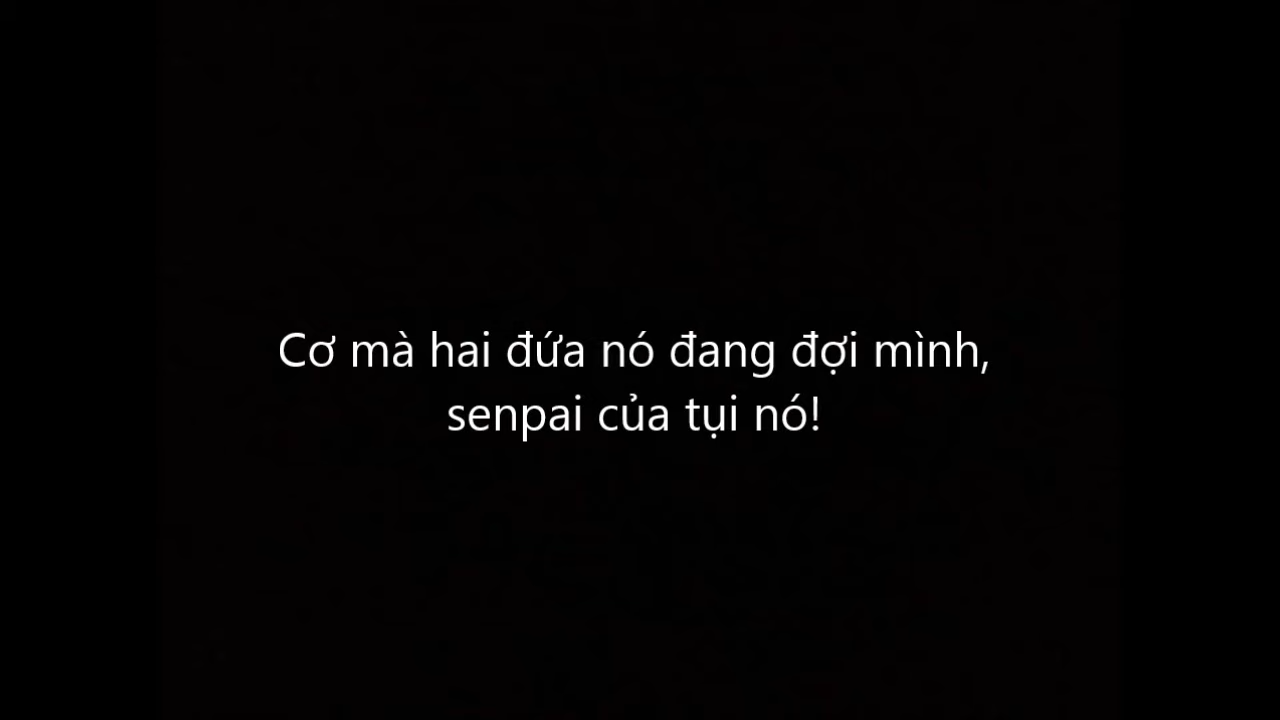 Cơ mà hai đứa nó đang đợi mình,
senpai của tụi nó!